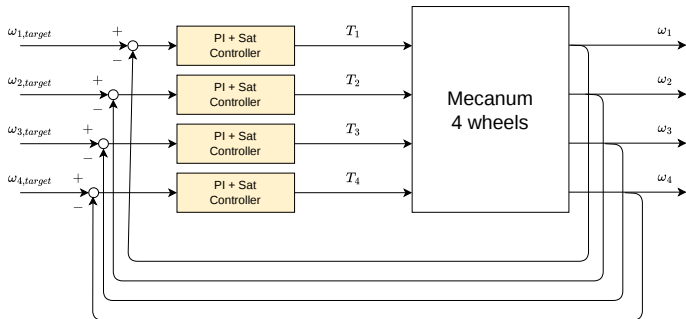 ω1,target + − PI + Sat Controller T1 ω1
ω2,target + − PI + Sat Controller T2 ω2
Mecanum
4 wheels
ω3,target + − PI + Sat Controller T3 ω3
ω4,target + − PI + Sat Controller T4 ω4